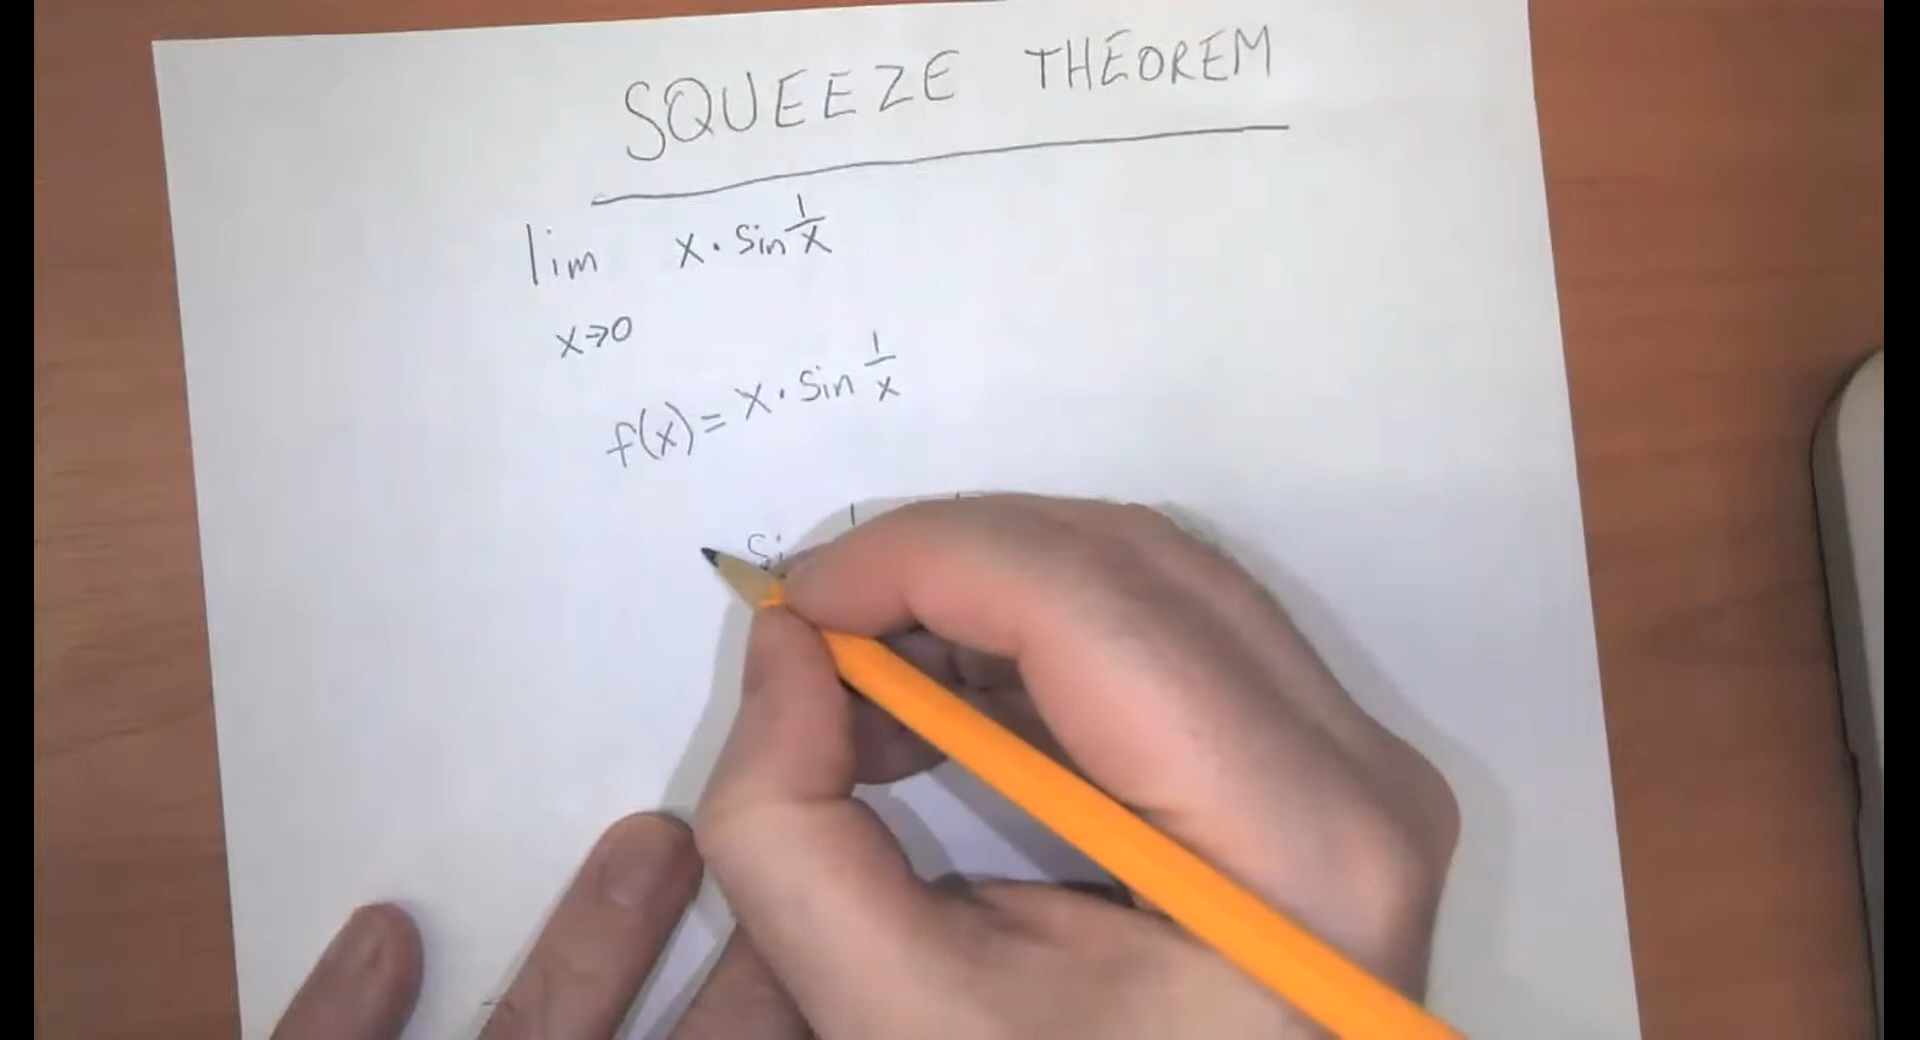 SQUEEZE THEOREM
lim x · sin 1/x
x→0
f(x) = x · sin 1/x